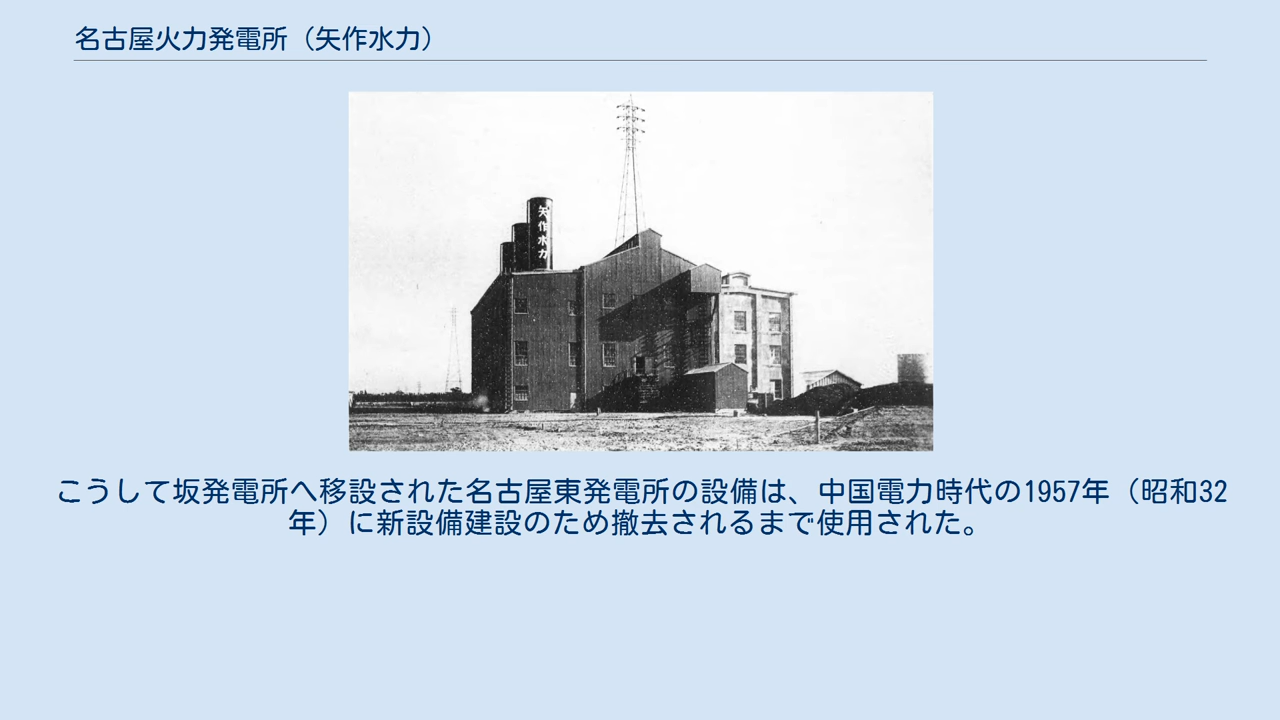 名古屋火力発電所（矢作水力）
矢作水力
こうして坂発電所へ移設された名古屋東発電所の設備は、中国電力時代の1957年（昭和32
年）に新設備建設のため撤去されるまで使用された。